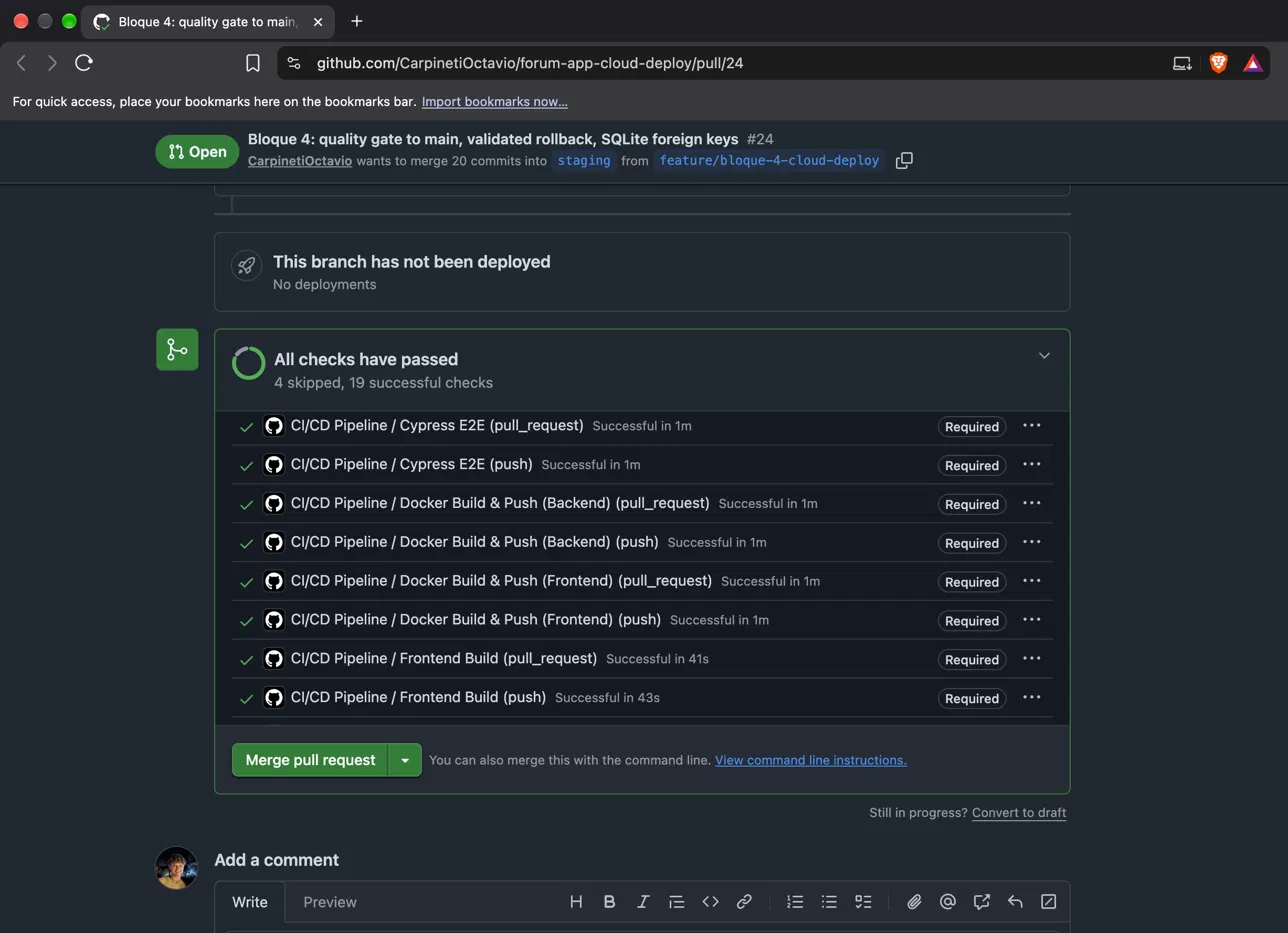 Bloque 4: quality gate to main,
github.com/CarpinetiOctavio/forum-app-cloud-deploy/pull/24
For quick access, place your bookmarks here on the bookmarks bar. Import bookmarks now...
Open
Bloque 4: quality gate to main, validated rollback, SQLite foreign keys #24
CarpinetiOctavio wants to merge 20 commits into staging from feature/bloque-4-cloud-deploy
This branch has not been deployed
No deployments
All checks have passed
4 skipped, 19 successful checks
CI/CD Pipeline / Cypress E2E (pull_request) Successful in 1m Required
CI/CD Pipeline / Cypress E2E (push) Successful in 1m Required
CI/CD Pipeline / Docker Build & Push (Backend) (pull_request) Successful in 1m Required
CI/CD Pipeline / Docker Build & Push (Backend) (push) Successful in 1m Required
CI/CD Pipeline / Docker Build & Push (Frontend) (pull_request) Successful in 1m Required
CI/CD Pipeline / Docker Build & Push (Frontend) (push) Successful in 1m Required
CI/CD Pipeline / Frontend Build (pull_request) Successful in 41s Required
CI/CD Pipeline / Frontend Build (push) Successful in 43s Required
Merge pull request You can also merge this with the command line. View command line instructions.
Still in progress? Convert to draft
Add a comment
Write Preview